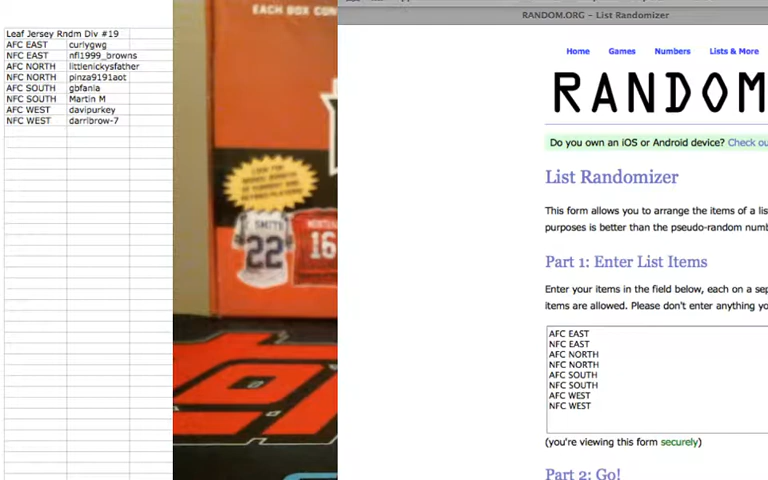 Leaf Jersey Rndm Div #19
AFC EAST curlygwg
NFC EAST nfl1999_browns
AFC NORTH littlenickysfather
NFC NORTH pinza9191aot
AFC SOUTH gbfania
NFC SOUTH Martin M
AFC WEST davipurkey
NFC WEST darribrow-7
EACH BOX CON
SMITH
22
16
RANDOM.ORG - List Randomizer
Home Games Numbers Lists & More
RANDOM
Do you own an iOS or Android device? Check ou
List Randomizer
This form allows you to arrange the items of a lis
purposes is better than the pseudo-random numb
Part 1: Enter List Items
Enter your items in the field below, each on a sep
items are allowed. Please don't enter anything yo
AFC EAST
NFC EAST
AFC NORTH
NFC NORTH
AFC SOUTH
NFC SOUTH
AFC WEST
NFC WEST
(you're viewing this form securely)
Part 2: Go!